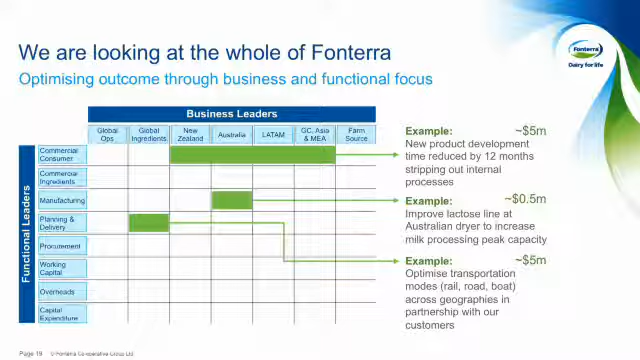 We are looking at the whole of Fonterra
Optimising outcome through business and functional focus
Fonterra
Dairy for life
Business Leaders
Global Ops
Global Ingredients
New Zealand
Australia
LATAM
GC, Asia & MEA
Farm Source
Functional Leaders
Commercial Consumer
Commercial Ingredients
Manufacturing
Planning & Delivery
Procurement
Working Capital
Overheads
Capital Expenditure
Example: ~$5m
New product development
time reduced by 12 months
stripping out internal
processes
Example: ~$0.5m
Improve lactose line at
Australian dryer to increase
milk processing peak capacity
Example: ~$5m
Optimise transportation
modes (rail, road, boat)
across geographies in
partnership with our
customers
Page 19 © Fonterra Co-operative Group Ltd